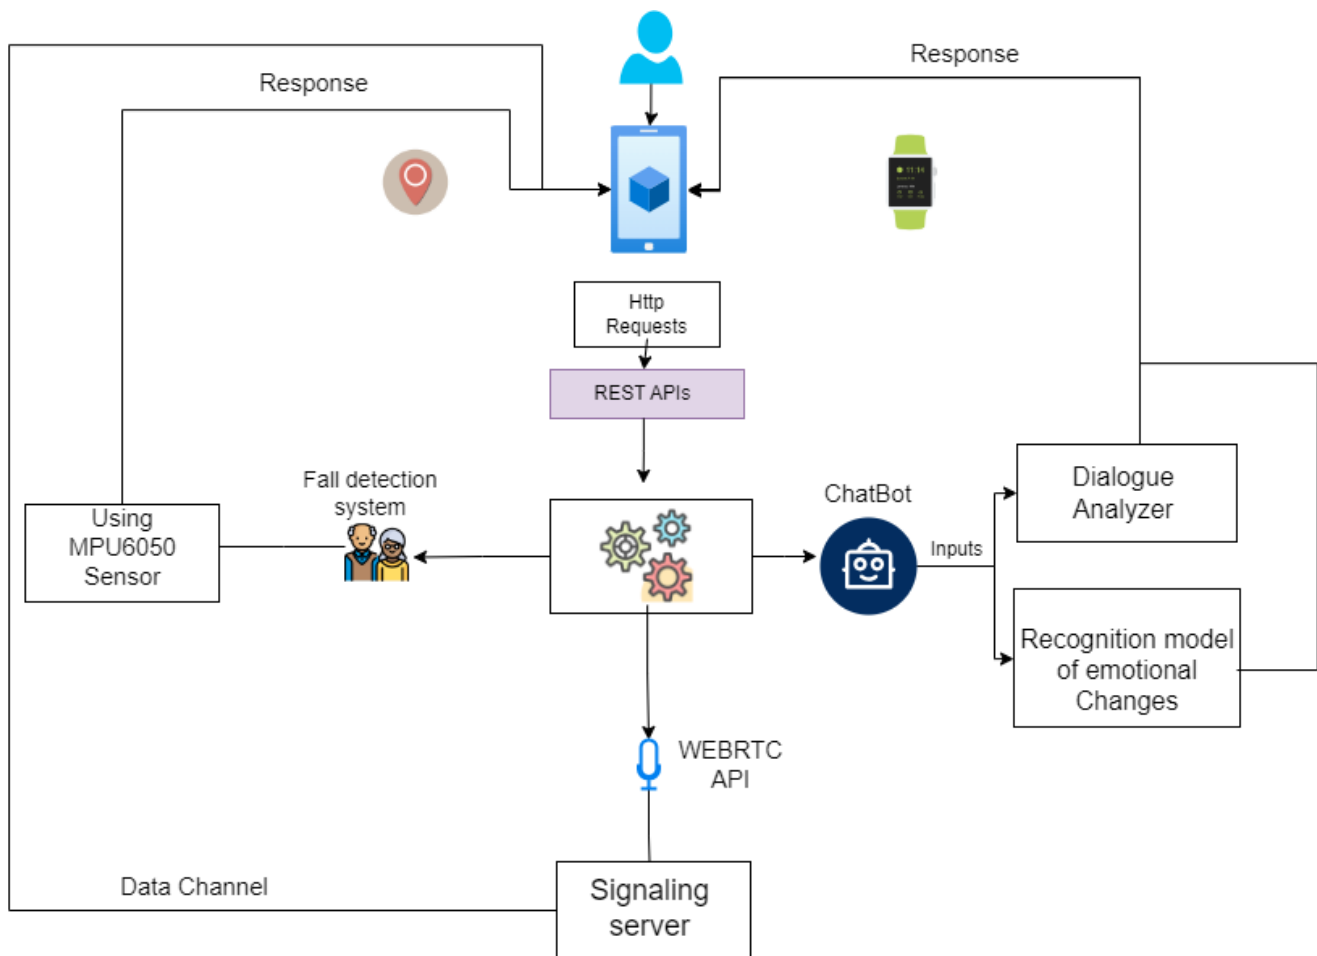 Response
Response
Http
Requests
REST APIs
Fall detection
system
Using
MPU6050
Sensor
ChatBot
Inputs
Dialogue
Analyzer
Recognition model
of emotional
Changes
WEBRTC
API
Data Channel
Signaling
server